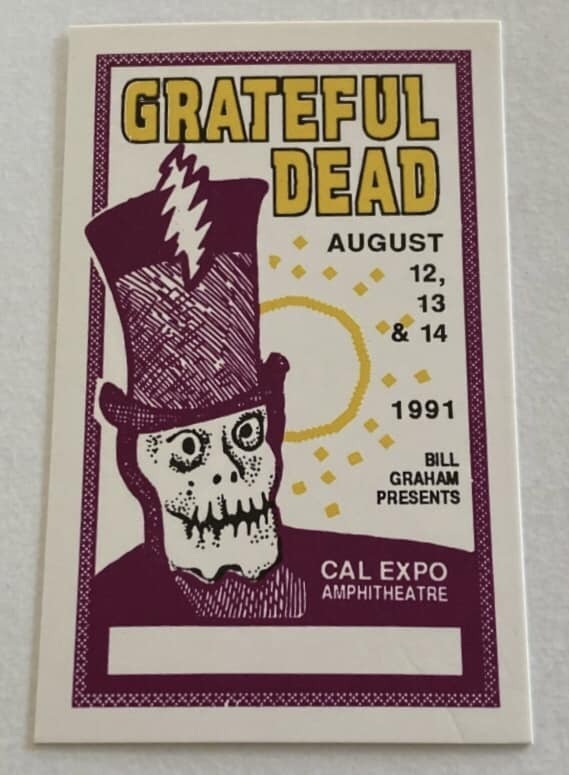 GRATEFUL
DEAD
AUGUST
12,
13
& 14
1991
BILL
GRAHAM
PRESENTS
CAL EXPO
AMPHITHEATRE